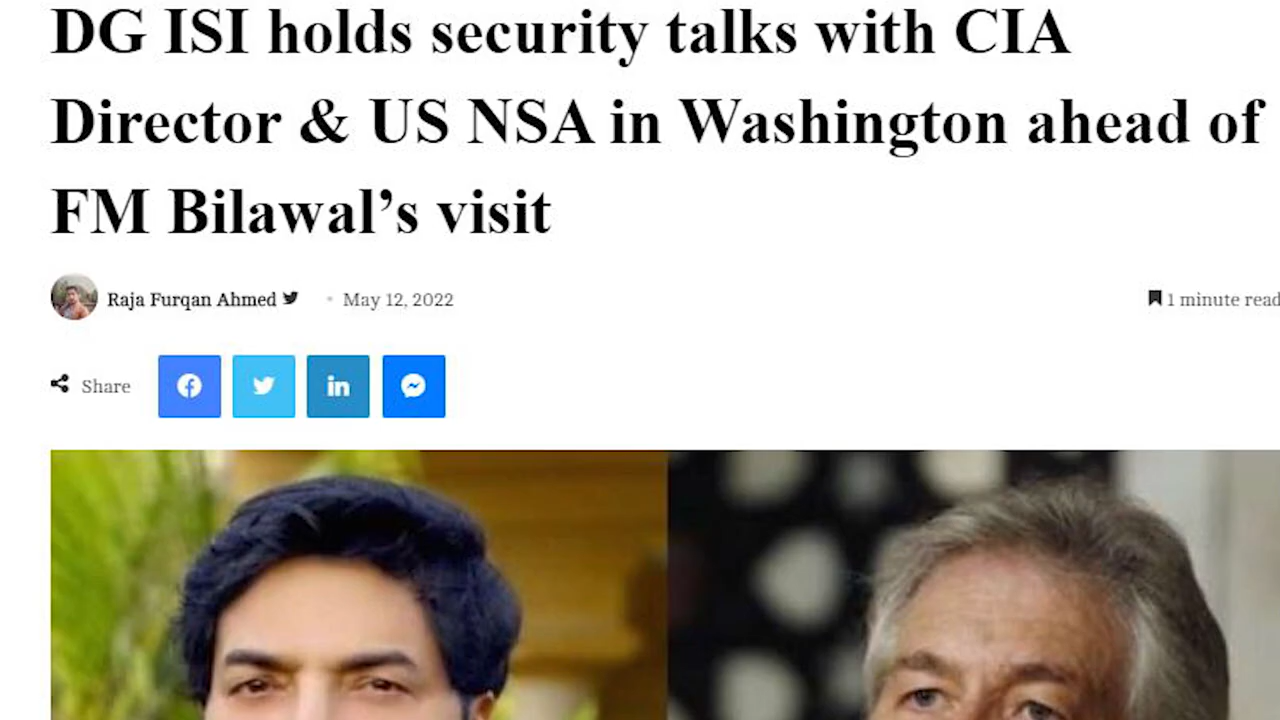 DG ISI holds security talks with CIA
Director & US NSA in Washington ahead of
FM Bilawal’s visit
Raja Furqan Ahmed
May 12, 2022
1 minute read
Share